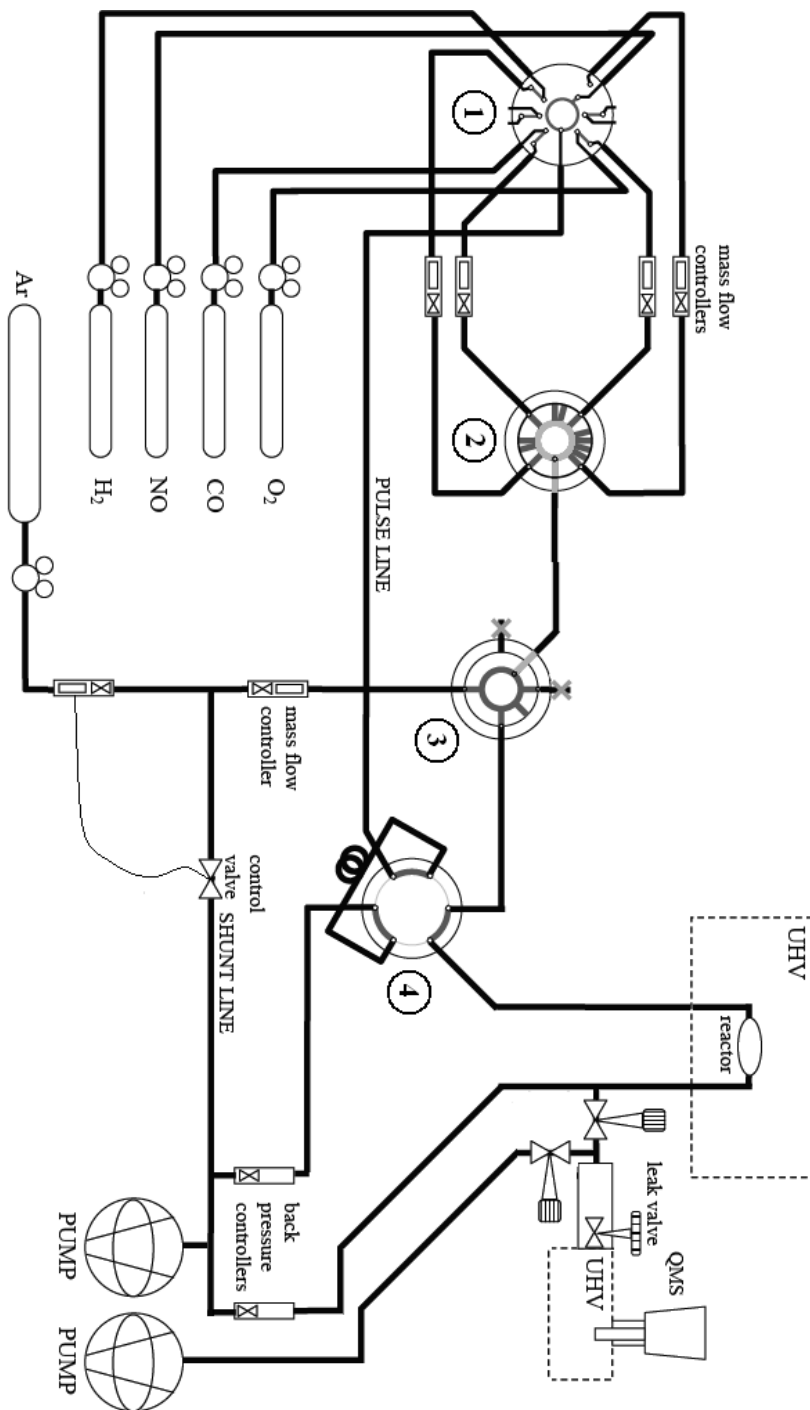 UHV
reactor
leak valve
QMS
UHV
mass flow
controllers
1
2
3
4
PULSE LINE
mass flow
controller
control
valve
SHUNT LINE
back
pressure
controllers
O2
CO
NO
H2
Ar
PUMP
PUMP